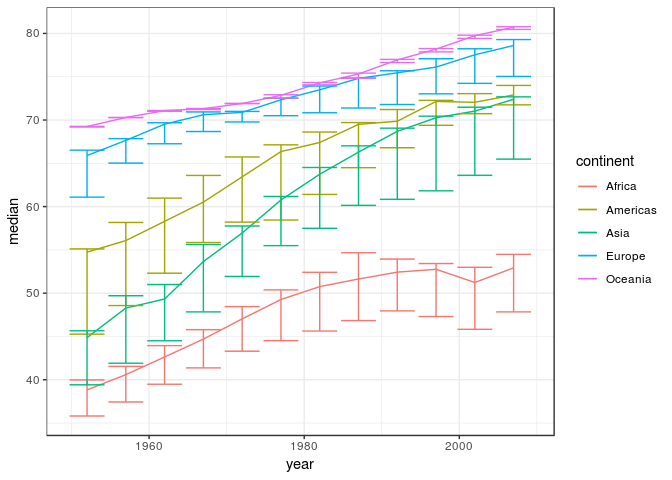 80
70
60
50
40
median
1960
1980
2000
year
continent
Africa
Americas
Asia
Europe
Oceania